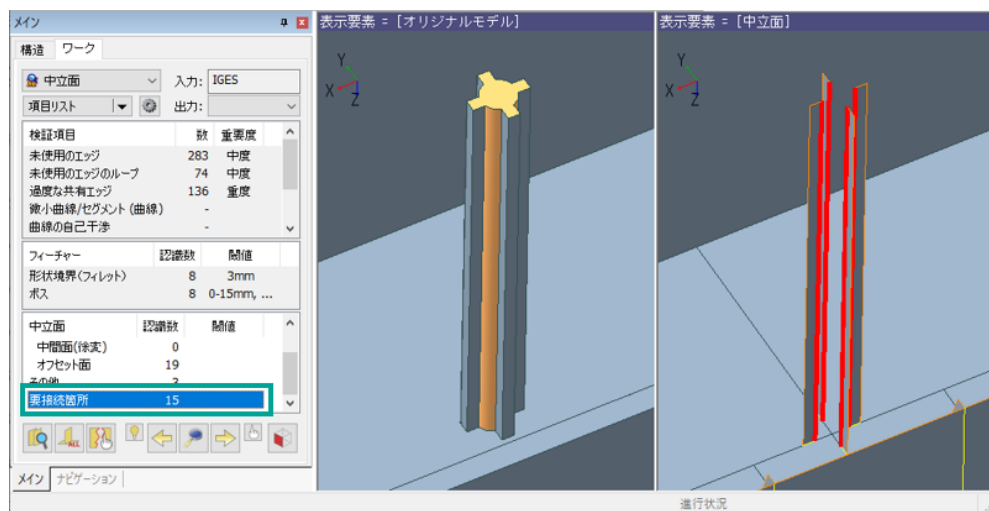 メイン
構造 ワーク
中立面 入力: IGES
項目リスト 出力:
検証項目 数 重要度
未使用のエッジ 283 中度
未使用のエッジのループ 74 中度
過度な共有エッジ 136 重度
微小曲線/セグメント (曲線) -
曲線の自己干渉 -
フィーチャー 認識数 閾値
形状境界(フィレット) 8 3mm
ボス 8 0-15mm, ...
中立面 認識数 閾値
中間面(徐変) 0
オフセット面 19
その他 3
要接続箇所 15
ALL
メイン ナビゲーション
表示要素 = [オリジナルモデル]
Y
X Z
表示要素 = [中立面]
Y
X Z
進行状況